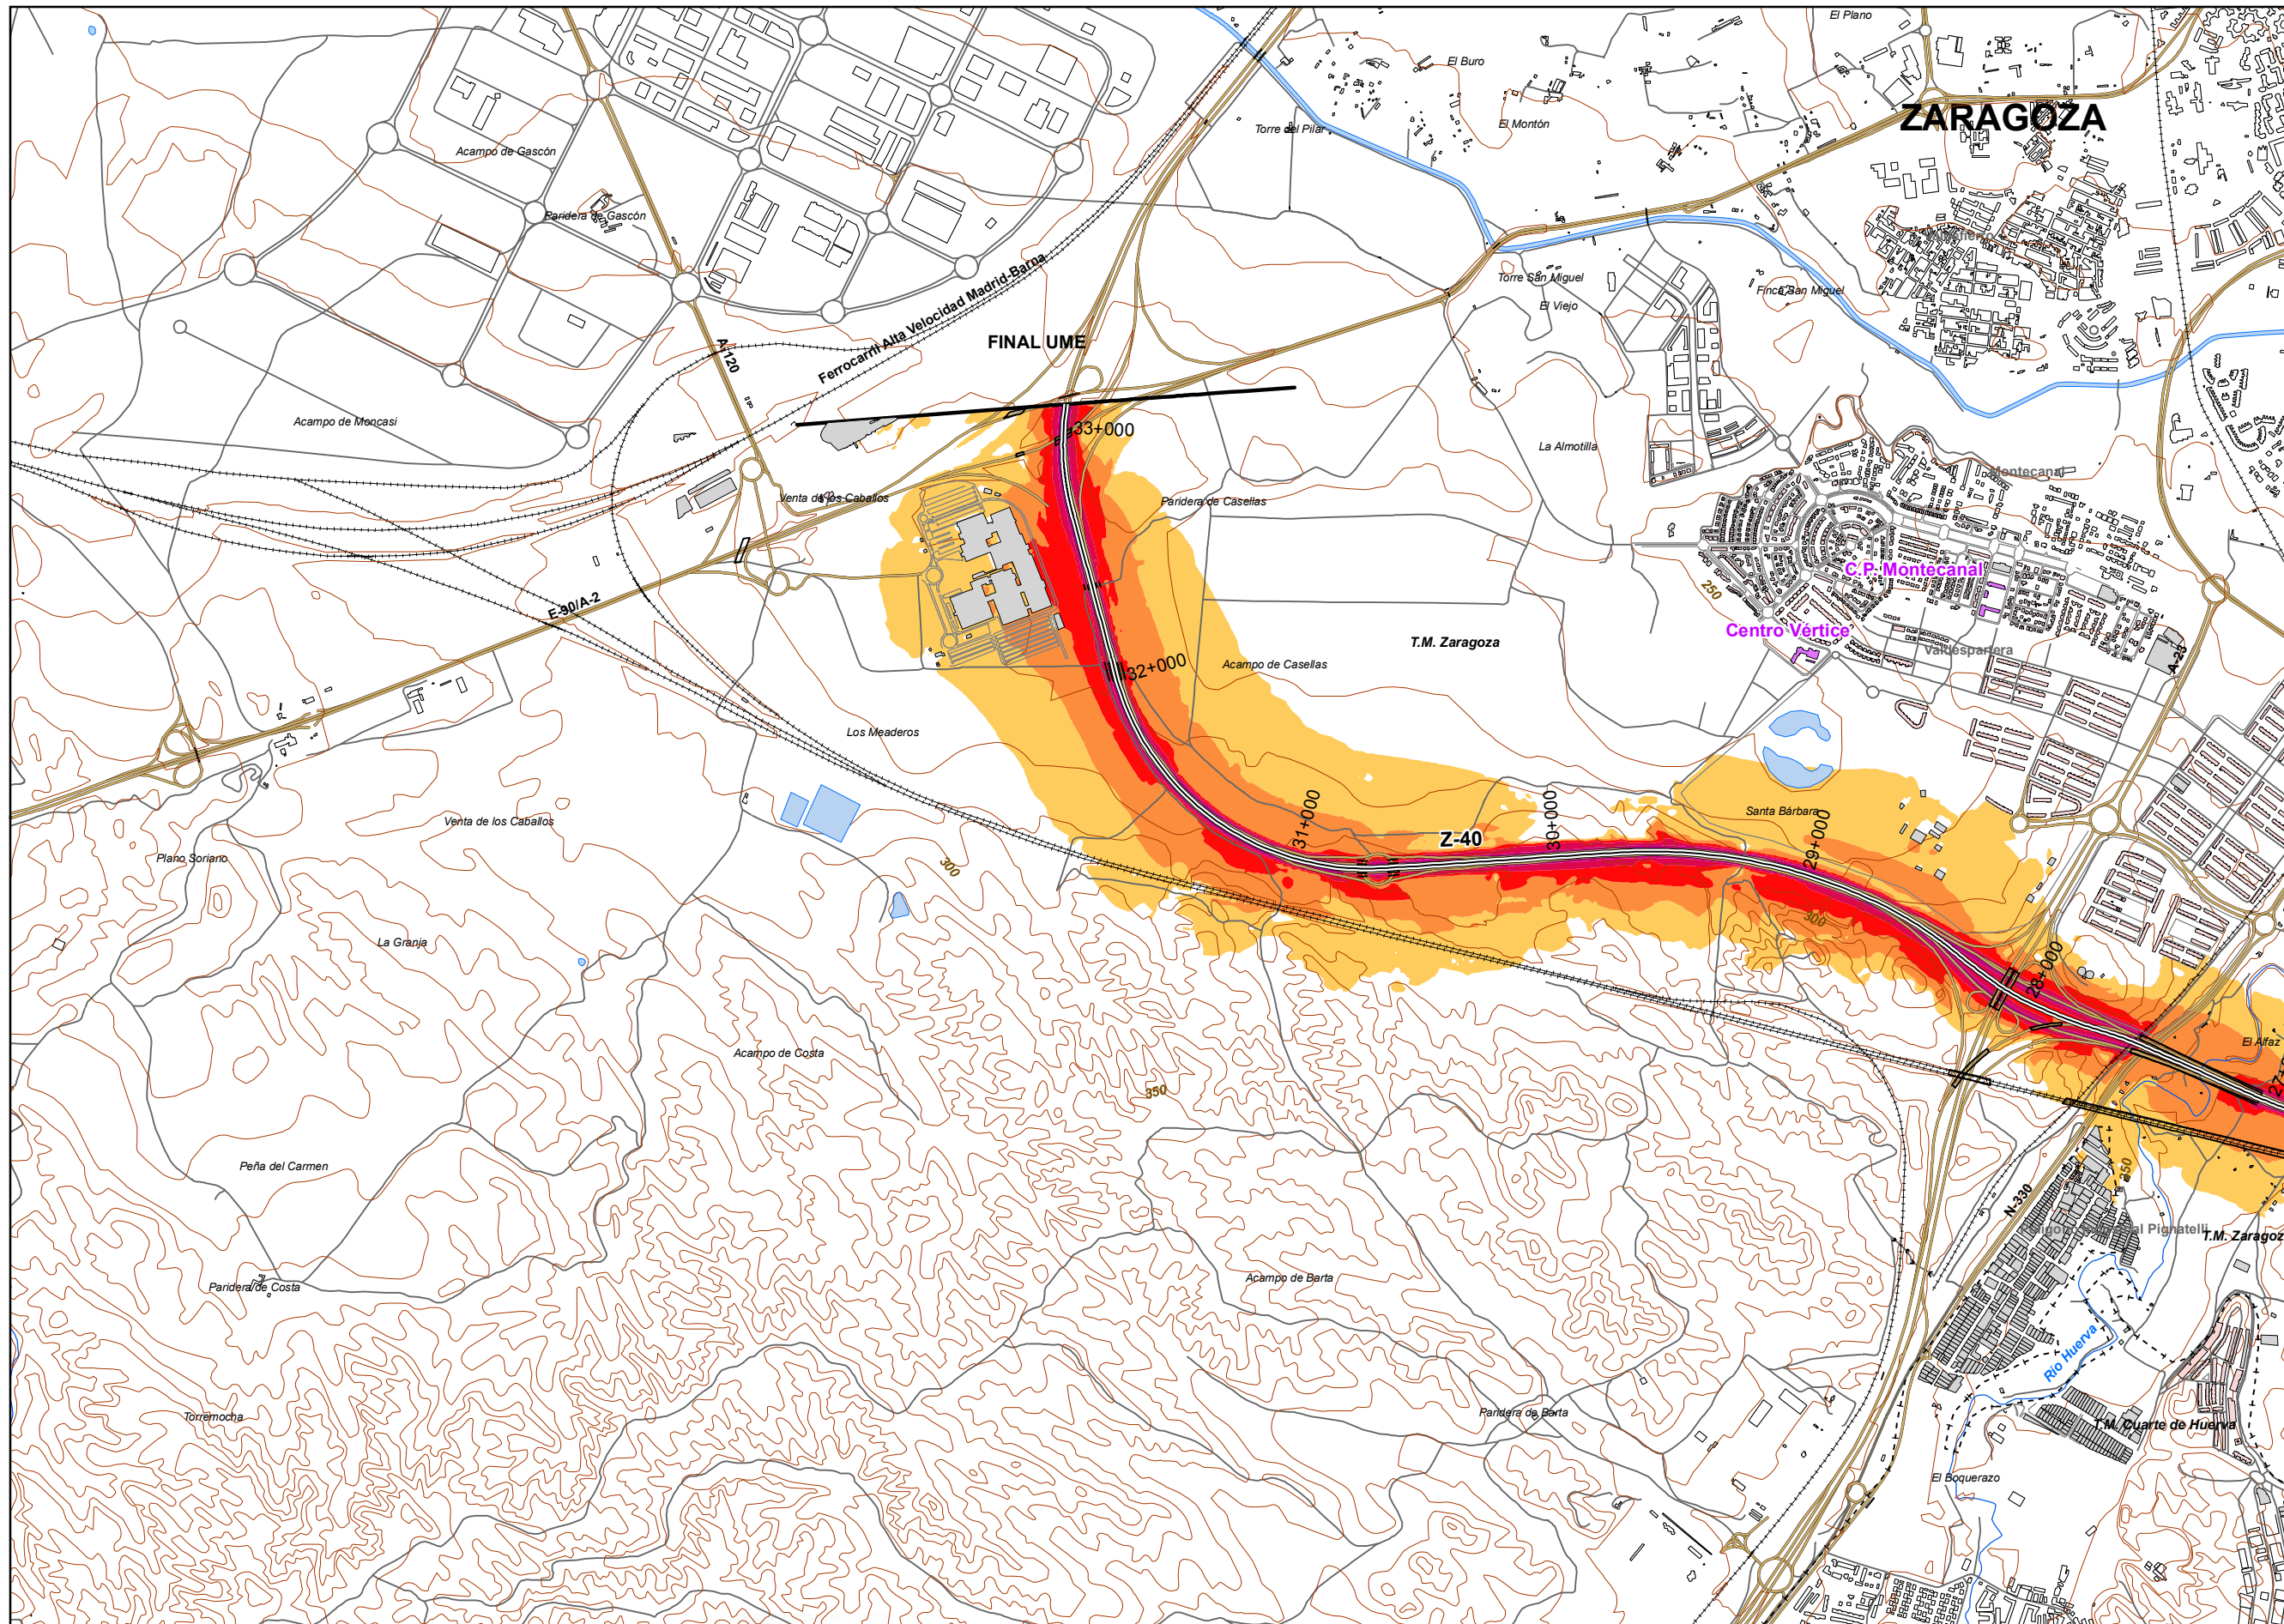 El Plano
El Buro
ZARAGOZA
Torre del Pilar
El Montón
Acampo de Gascón
Paridera de Gascón
Torre San Miguel
Finca San Miguel
El Viejo
Ferrocarril Alta Velocidad Madrid-Barna
FINAL UME
A-120
Acampo de Moncasi
33+000
La Almotilla
Montecanal
Venta de los Caballos
Paridera de Casellas
C.P. Montecanal
250
E-90/A-2
Centro Vértice
T.M. Zaragoza
Valdespartera
A-23
32+000
Acampo de Casellas
Los Meaderos
Santa Bárbara
31+000
30+000
29+000
Z-40
Venta de los Caballos
Plano Soriano
300
300
La Granja
28+000
El Alfaz
Acampo de Costa
350
Peña del Carmen
250
N-330
Pignatelli
T.M. Zaragoz
Acampo de Barta
Paridera de Costa
Río Huerva
Torremocha
Paridera de Barta
T.M. Cuarte de Huerva
El Boquerazo